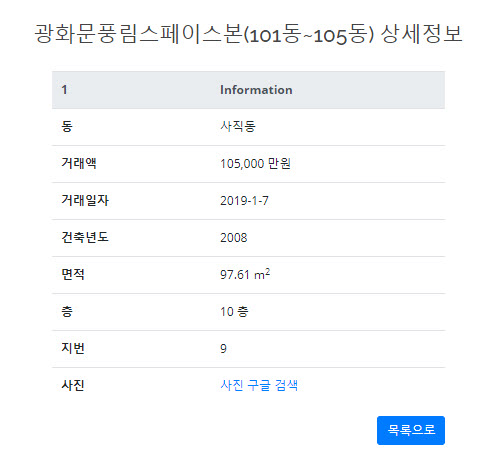 광화문풍림스페이스본(101동~105동) 상세정보
1 Information
동 사직동
거래액 105,000 만원
거래일자 2019-1-7
건축년도 2008
면적 97.61 m²
층 10 층
지번 9
사진 사진 구글 검색
목록으로